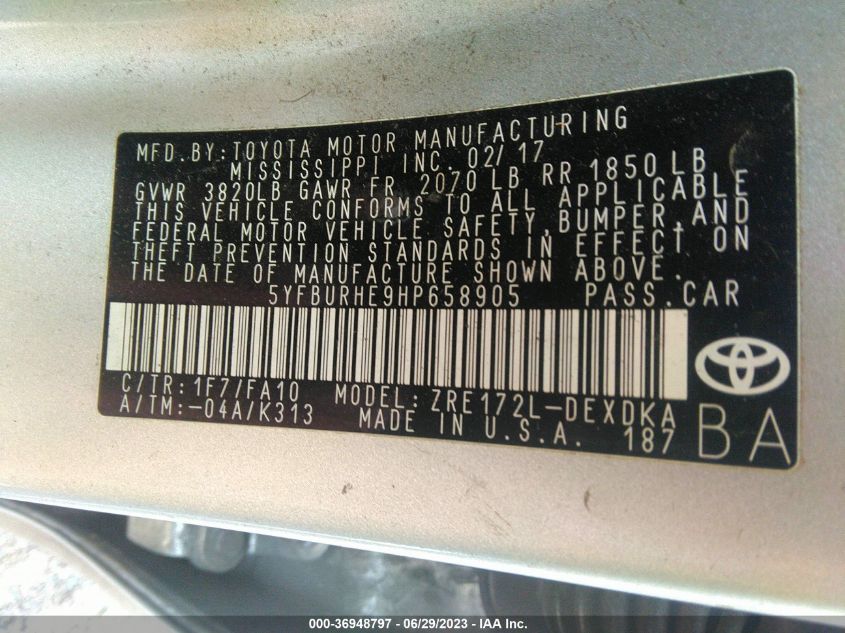 MFD.BY:TOYOTA MOTOR MANUFACTURING
MISSISSIPPI INC. 02/17
GVWR 3820LB GAWR FR 2070LB RR 1850LB
THIS VEHICLE CONFORMS TO ALL APPLICABLE
FEDERAL MOTOR VEHICLE SAFETY,BUMPER,AND
THEFT PREVENTION STANDARDS IN EFFECT ON
THE DATE OF MANUFACTURE SHOWN ABOVE.
5YFBURHE9HP658905 PASS.CAR
C/TR:1F7/FA10 MODEL:ZRE172L-DEXDKA
A/TM:-04A/K313 MADE IN U.S.A. 187
BA
000-36948797 - 06/29/2023 - IAA Inc.